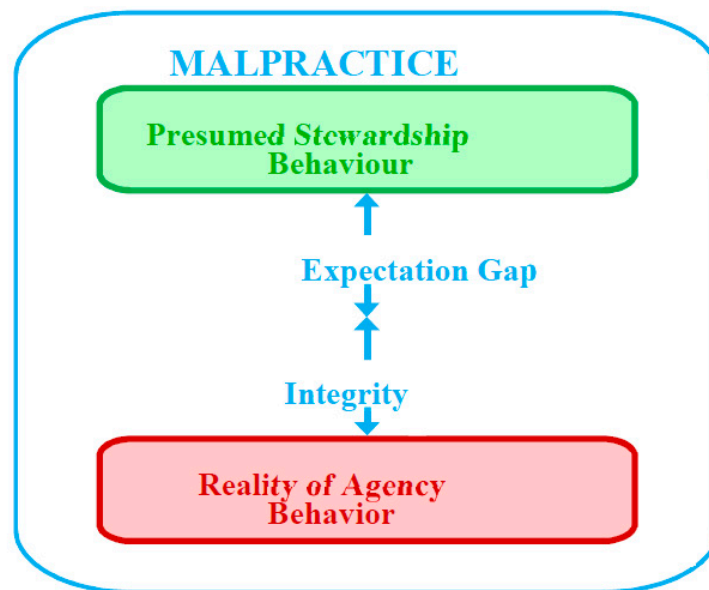 MALPRACTICE
Presumed Stewardship
Behaviour
Expectation Gap
Integrity
Reality of Agency
Behavior